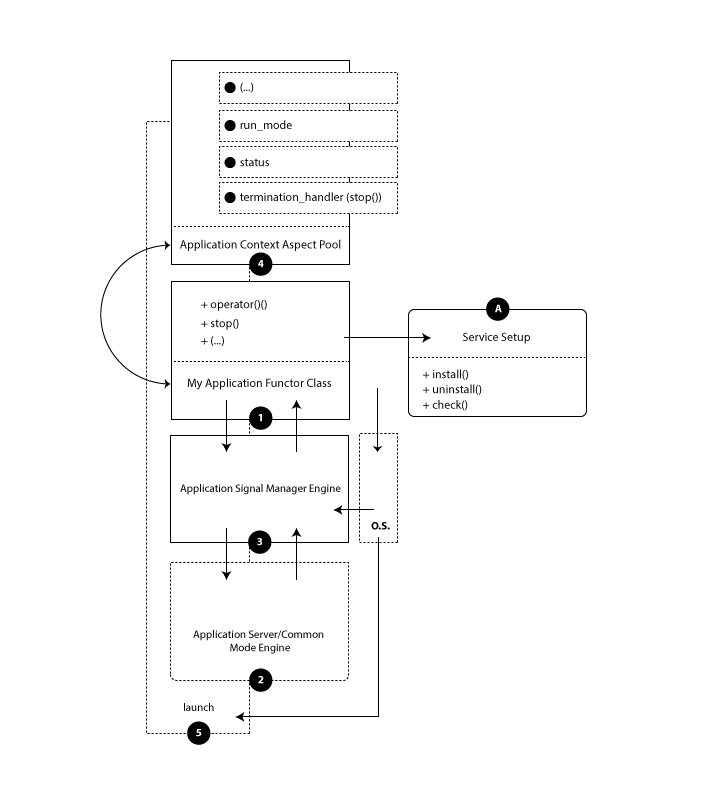 (...)
run_mode
status
termination_handler (stop())
Application Context Aspect Pool
4
+ operator()()
+ stop()
+ (...)
My Application Functor Class
1
A
Service Setup
+ install()
+ uninstall()
+ check()
Application Signal Manager Engine
O.S.
3
Application Server/Common
Mode Engine
2
launch
5